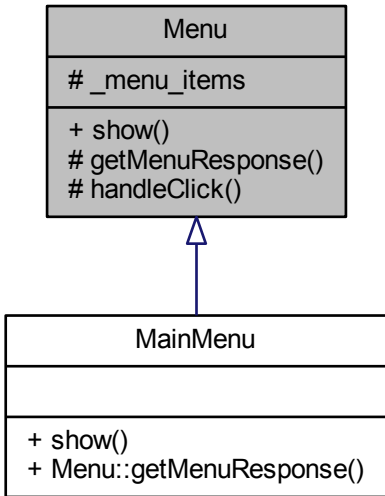 Menu
# _menu_items
+ show()
# getMenuResponse()
# handleClick()
MainMenu
+ show()
+ Menu::getMenuResponse()